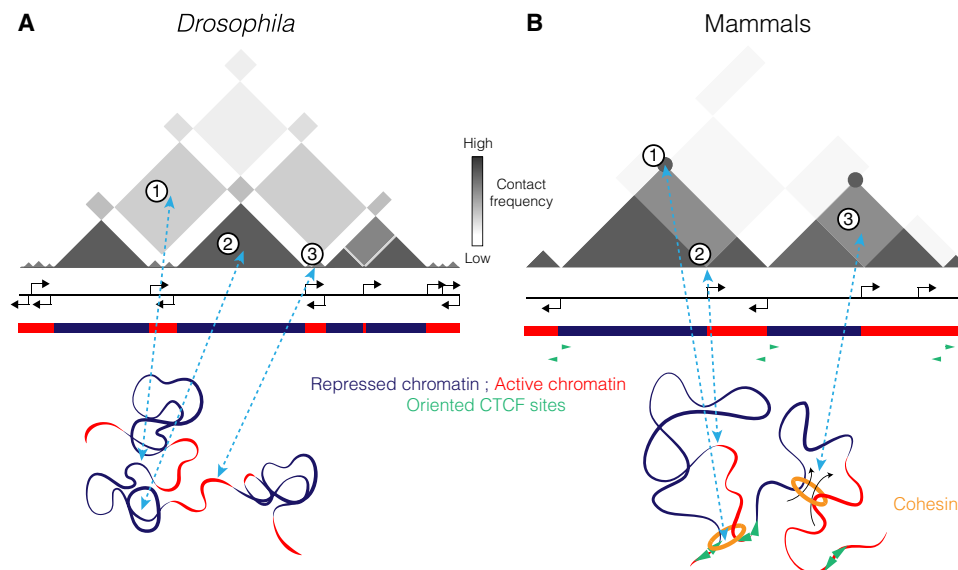 A
Drosophila
B
Mammals
1
2
3
High
Contact
frequency
Low
1
2
3
Repressed chromatin ; Active chromatin
Oriented CTCF sites
Cohesin